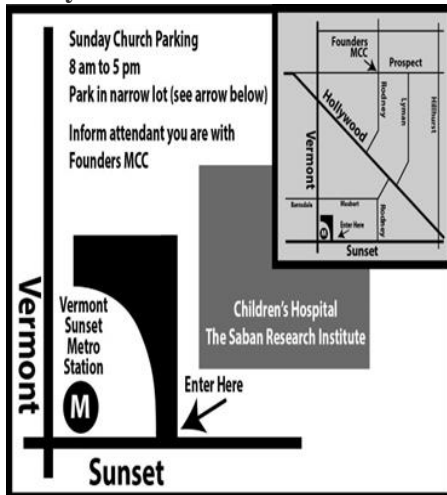 Sunday Church Parking
8 am to 5 pm
Park in narrow lot (see arrow below)
Inform attendant you are with
Founders MCC
Founders
MCC
Prospect
Rodney
Lyman
Hillhurst
Hollywood
Vermont
Barnsdale
Rodney
Enter Here
M
Sunset
Vermont
Vermont
Sunset
Metro
Station
M
Children's Hospital
The Saban Research Institute
Enter Here
Sunset